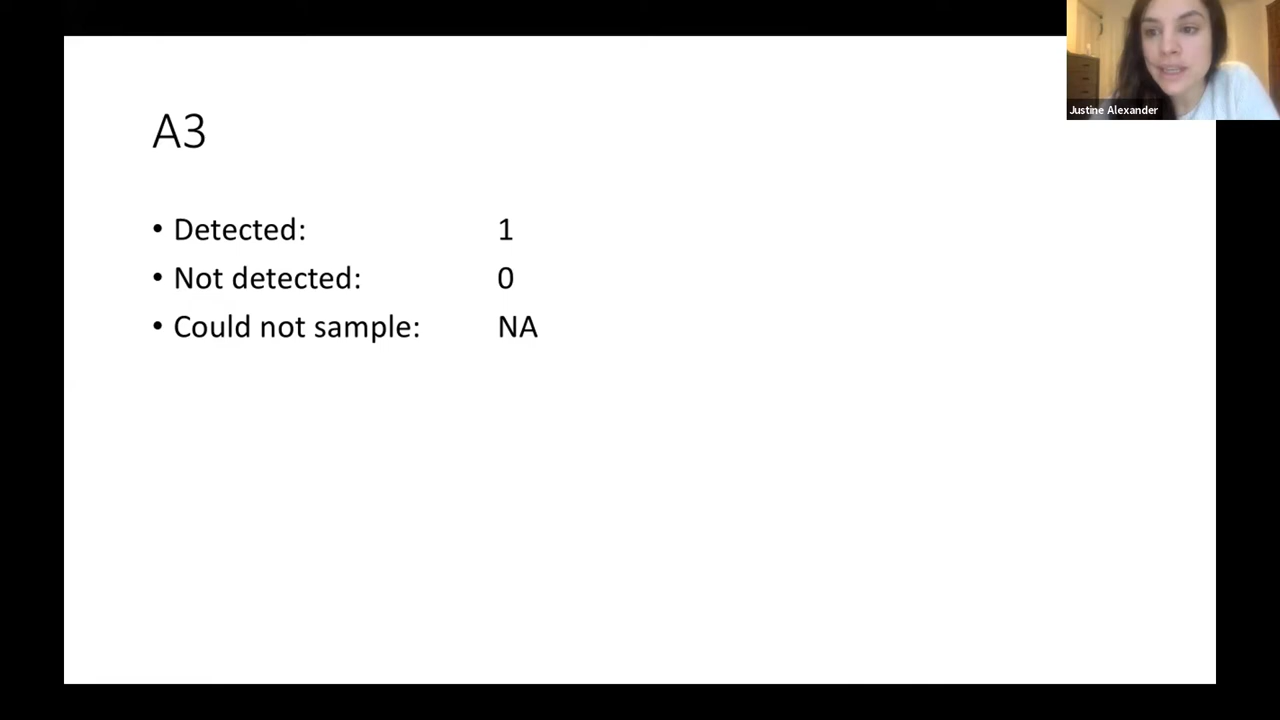 A3
• Detected: 1
• Not detected: 0
• Could not sample: NA
Justine Alexander